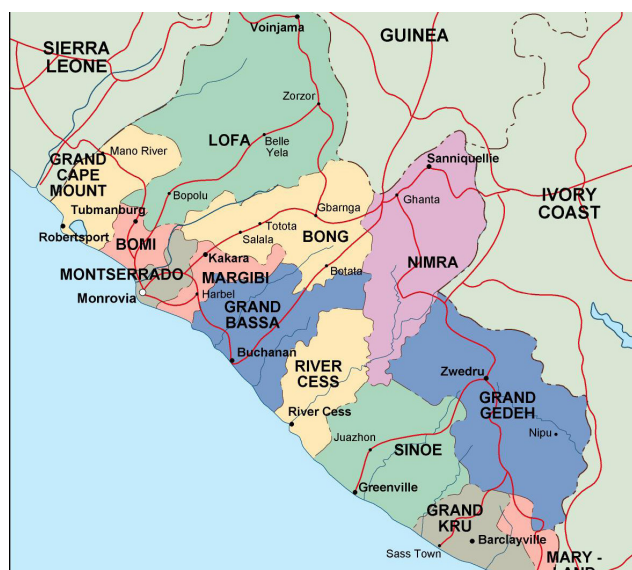 Voinjama
SIERRA
LEONE
GUINEA
Zorzor
LOFA
Belle
Yela
Mano River
GRAND
CAPE
MOUNT
Sanniquellie
Bopolu
Ghanta
IVORY
COAST
Tubmanburg
Gbarnga
Totota
Robertsport
BOMI
Salala
BONG
Kakara
NIMRA
MONTSERRADO
MARGIBI
Botata
Monrovia
Harbel
GRAND
BASSA
Buchanan
RIVER
CESS
Zwedru
GRAND
GEDEH
River Cess
Juazhon
SINOE
Nipu
Greenville
GRAND
KRU
Barclayville
Sass Town
MARY -
LAND